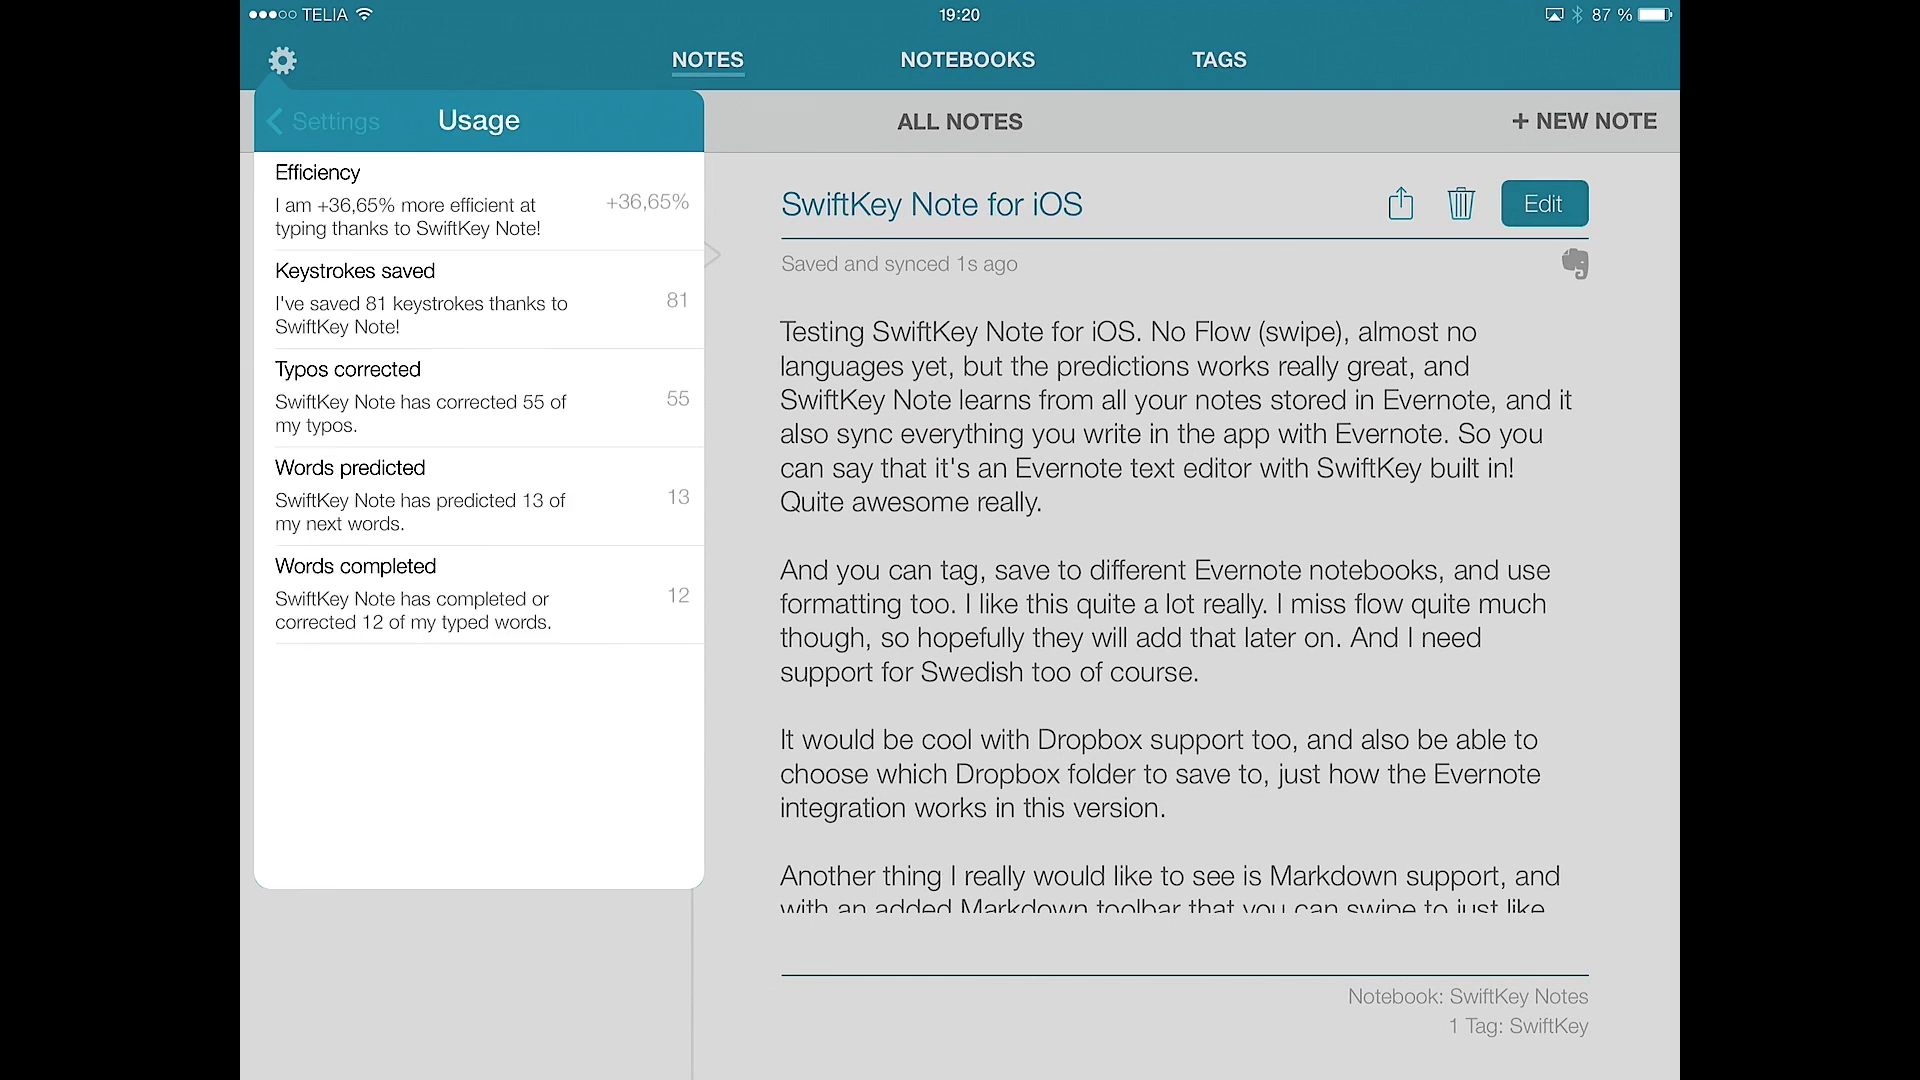 TELIA
19:20
87 %
NOTES
NOTEBOOKS
TAGS
Settings
Usage
ALL NOTES
+ NEW NOTE
Efficiency
I am +36,65% more efficient at
typing thanks to SwiftKey Note!
+36,65%
Keystrokes saved
I've saved 81 keystrokes thanks to
SwiftKey Note!
81
Typos corrected
SwiftKey Note has corrected 55 of
my typos.
55
Words predicted
SwiftKey Note has predicted 13 of
my next words.
13
Words completed
SwiftKey Note has completed or
corrected 12 of my typed words.
12
SwiftKey Note for iOS
Edit
Saved and synced 1s ago
Testing SwiftKey Note for iOS. No Flow (swipe), almost no
languages yet, but the predictions works really great, and
SwiftKey Note learns from all your notes stored in Evernote, and it
also sync everything you write in the app with Evernote. So you
can say that it's an Evernote text editor with SwiftKey built in!
Quite awesome really.
And you can tag, save to different Evernote notebooks, and use
formatting too. I like this quite a lot really. I miss flow quite much
though, so hopefully they will add that later on. And I need
support for Swedish too of course.
It would be cool with Dropbox support too, and also be able to
choose which Dropbox folder to save to, just how the Evernote
integration works in this version.
Another thing I really would like to see is Markdown support, and
with an added Markdown toolbar that you can swipe to just like
Notebook: SwiftKey Notes
1 Tag: SwiftKey